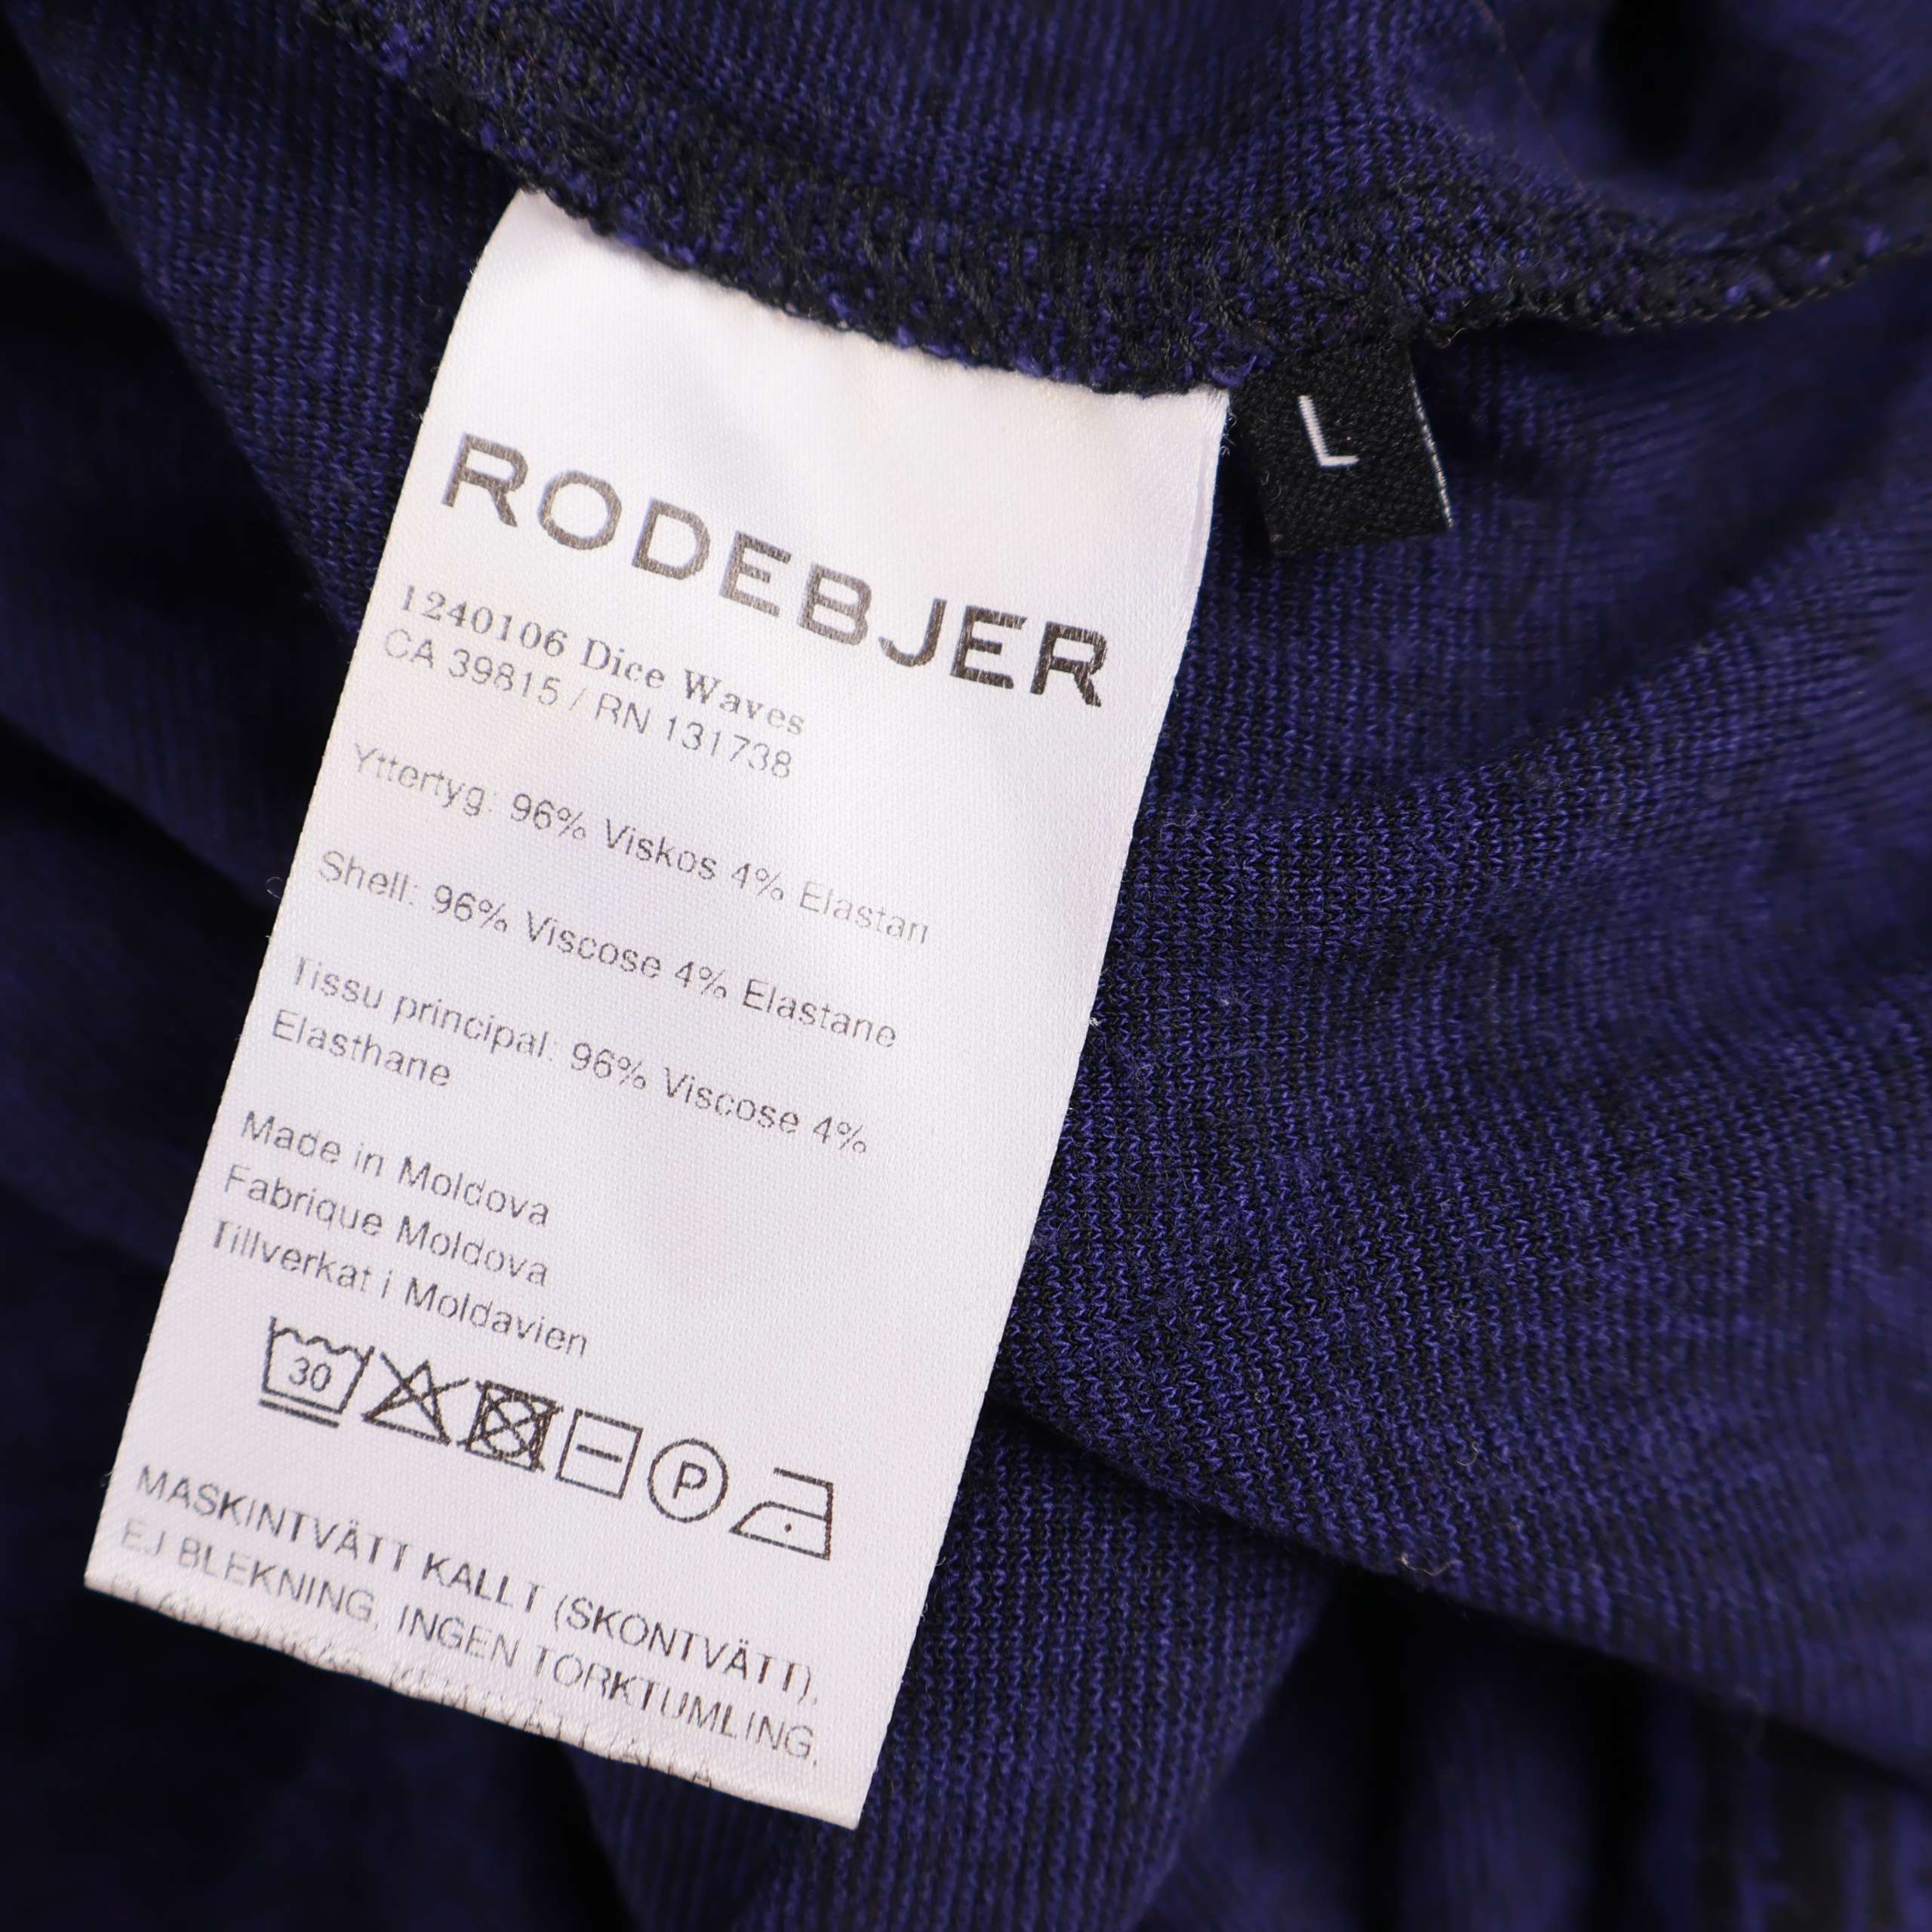 RODEBJER
L
1240106 Dice Waves
CA 39815 / RN 131738
Yttertyg: 96% Viskos 4% Elastan
Shell: 96% Viscose 4% Elastane
Tissu principal: 96% Viscose 4%
Elasthane
Made in Moldova
Fabrique Moldova
Tillverkat i Moldavien
30
P
MASKINTVÄTT KALLT (SKONTVÄTT),
EJ BLEKNING, INGEN TORKTUMLING,